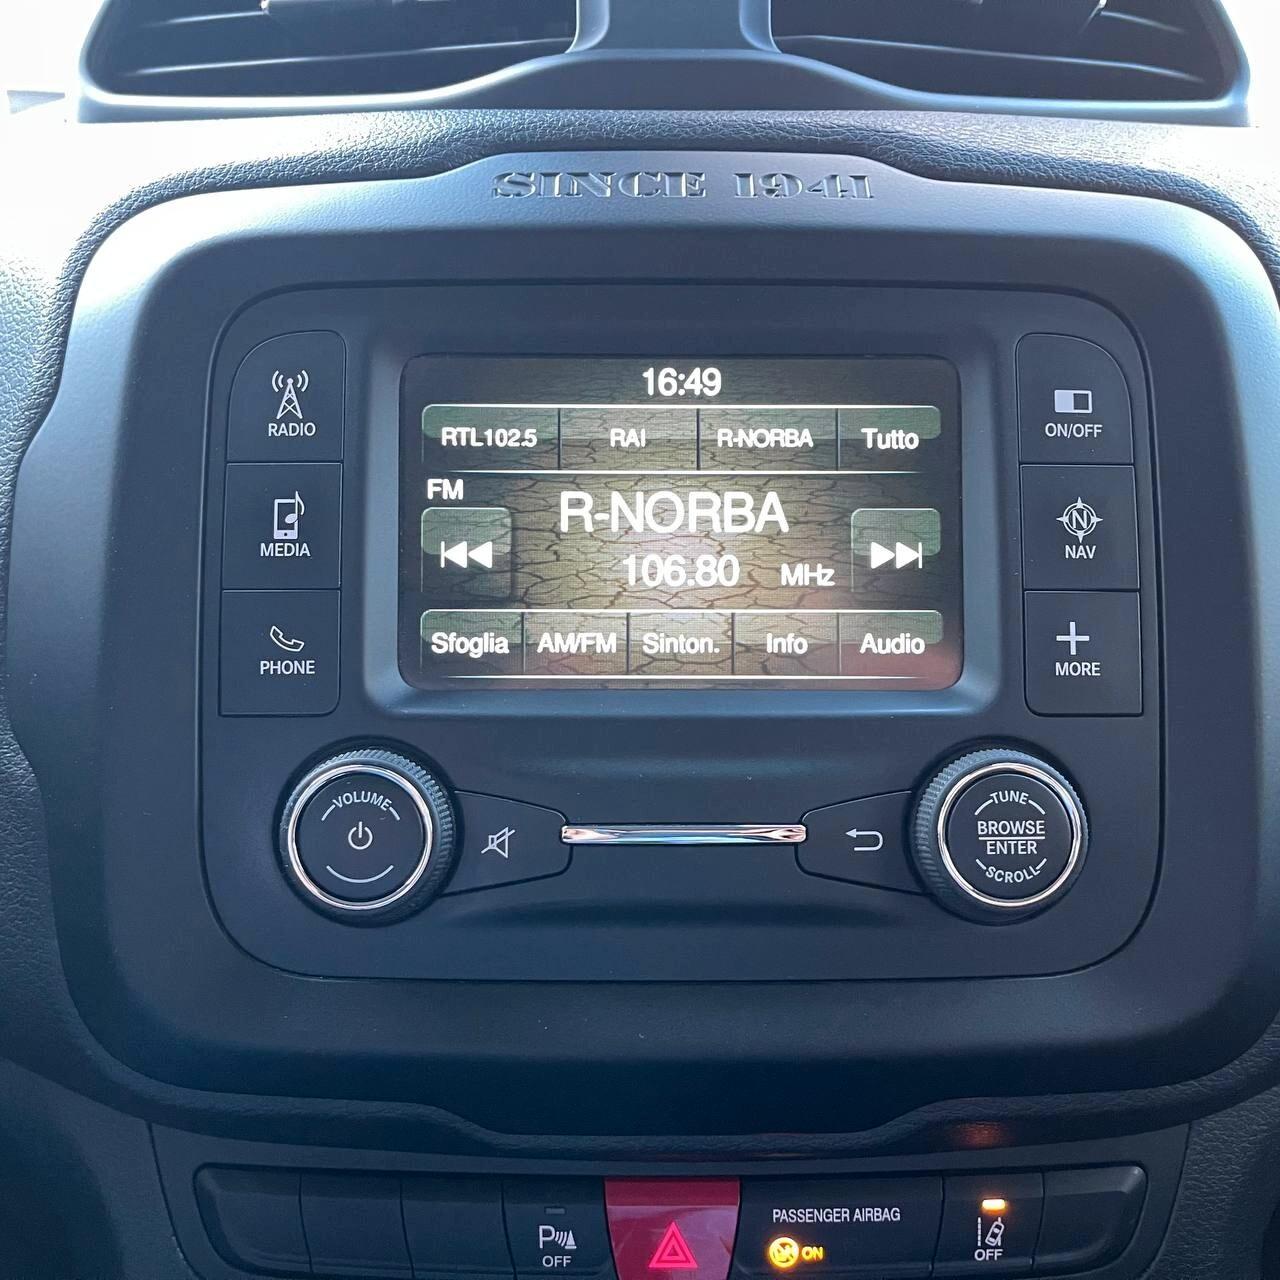 SINCE 1941
16:49
RTL102.5 RAI R-NORBA Tutto
FM
R-NORBA
106.80 MHz
Sfoglia AM/FM Sinton. Info Audio
RADIO
MEDIA
PHONE
ON/OFF
N
NAV
MORE
VOLUME
TUNE
BROWSE
ENTER
SCROLL
P OFF
PASSENGER AIRBAG
ON
OFF